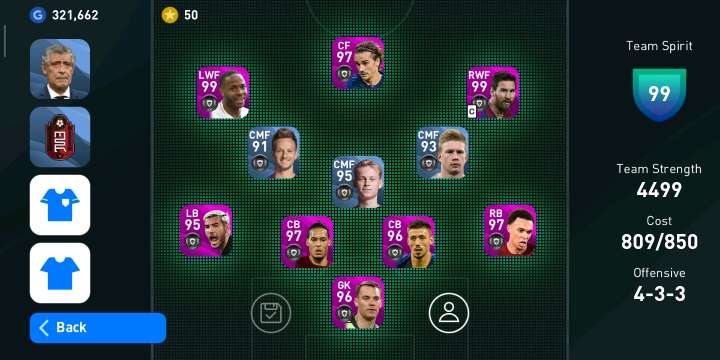 321,662
50
CF
97
LWF
99
RWF
99
C
CMF
91
CMF
93
CMF
95
LB
95
CB
97
CB
96
RB
97
GK
96
Back
Team Spirit
99
Team Strength
4499
Cost
809/850
Offensive
4-3-3